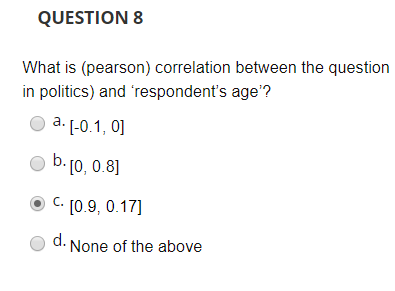 QUESTION 8
What is (pearson) correlation between the question
in politics) and ‘respondent’s age’?
a. [-0.1, 0]
b. [0, 0.8]
c. [0.9, 0.17]
d. None of the above